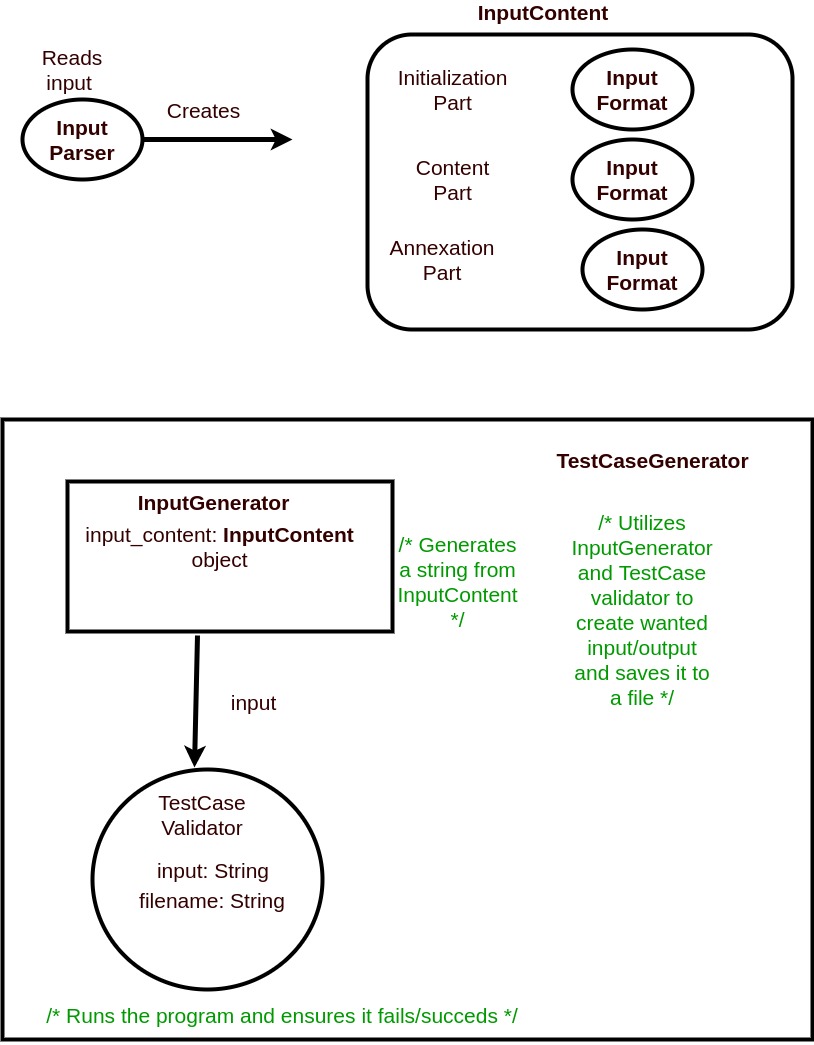 InputContent
Reads
input
Input
Parser
Creates
Initialization
Part
Input
Format
Content
Part
Input
Format
Annexation
Part
Input
Format
TestCaseGenerator
InputGenerator
input_content: InputContent
object
/* Generates
a string from
InputContent
*/
/* Utilizes
InputGenerator
and TestCase
validator to
create wanted
input/output
and saves it to
a file */
input
TestCase
Validator
input: String
filename: String
/* Runs the program and ensures it fails/succeds */